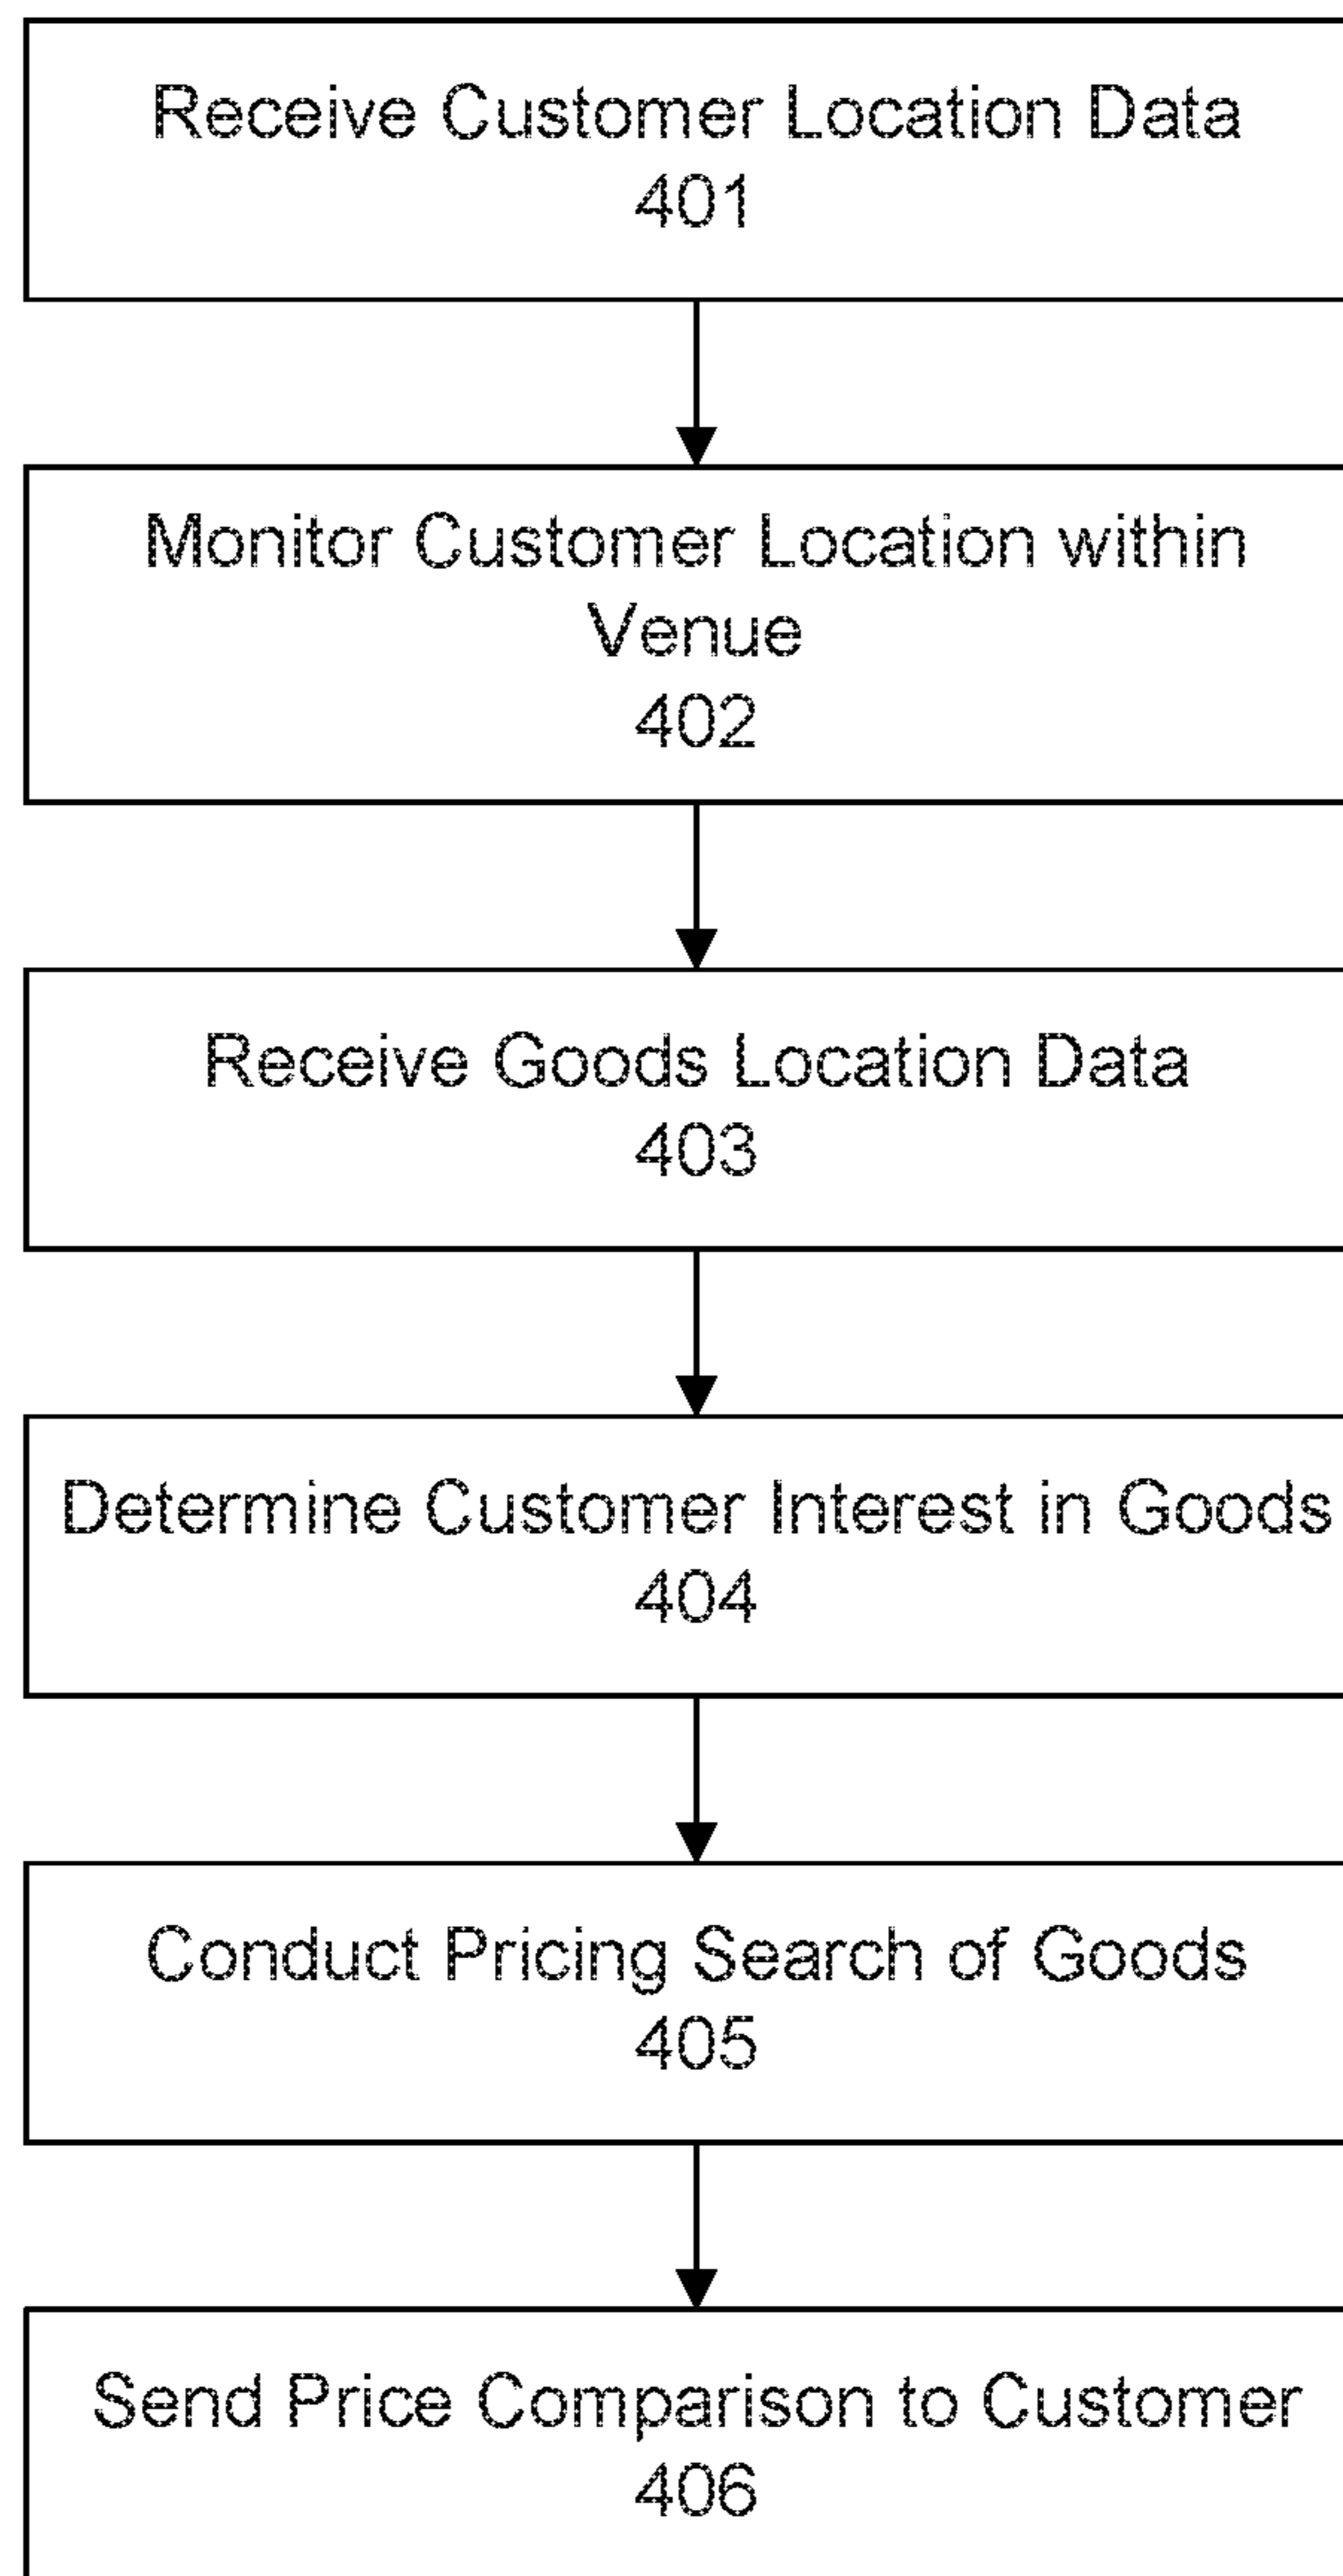 Receive Customer Location Data
401
Monitor Customer Location within
Venue
402
Receive Goods Location Data
403
Determine Customer Interest in Goods
404
Conduct Pricing Search of Goods
405
Send Price Comparison to Customer
406